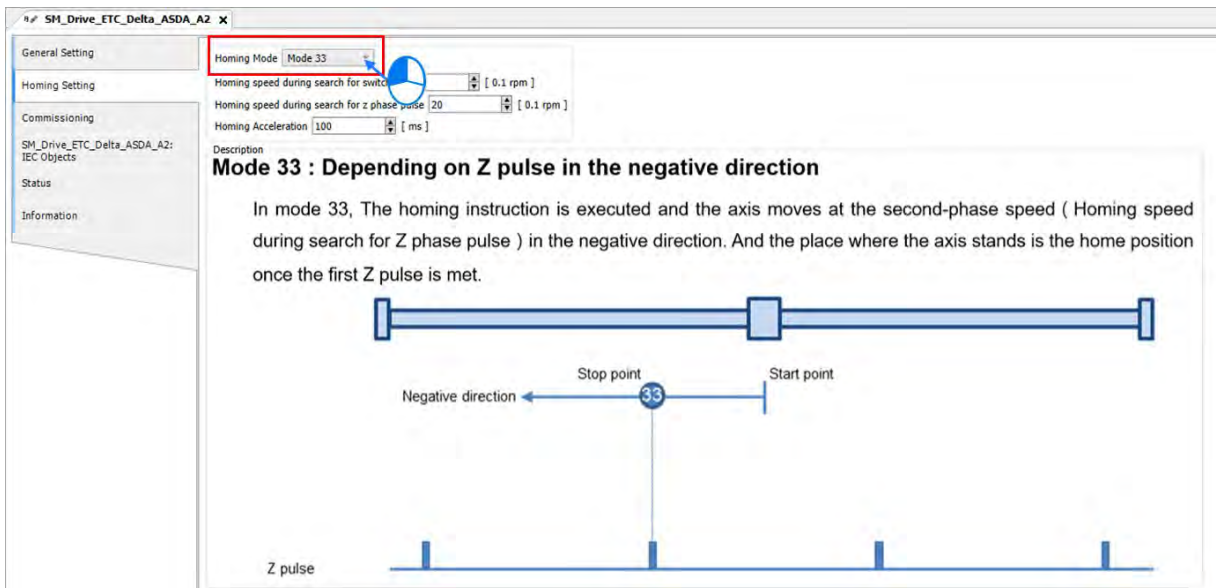 SM_Drive_ETC_Delta_ASDA_A2 X
General Setting
Homing Setting
Commissioning
SM_Drive_ETC_Delta_ASDA_A2:
IEC Objects
Status
Information
Homing Mode Mode 33
Homing speed during search for [ 0.1 rpm ]
Homing speed during search for z phase pulse 20 [ 0.1 rpm ]
Homing Acceleration 100 [ ms ]
Description
Mode 33 : Depending on Z pulse in the negative direction
In mode 33, The homing instruction is executed and the axis moves at the second-phase speed ( Homing speed
during search for Z phase pulse ) in the negative direction. And the place where the axis stands is the home position
once the first Z pulse is met.
Stop point Start point
Negative direction 33
Z pulse